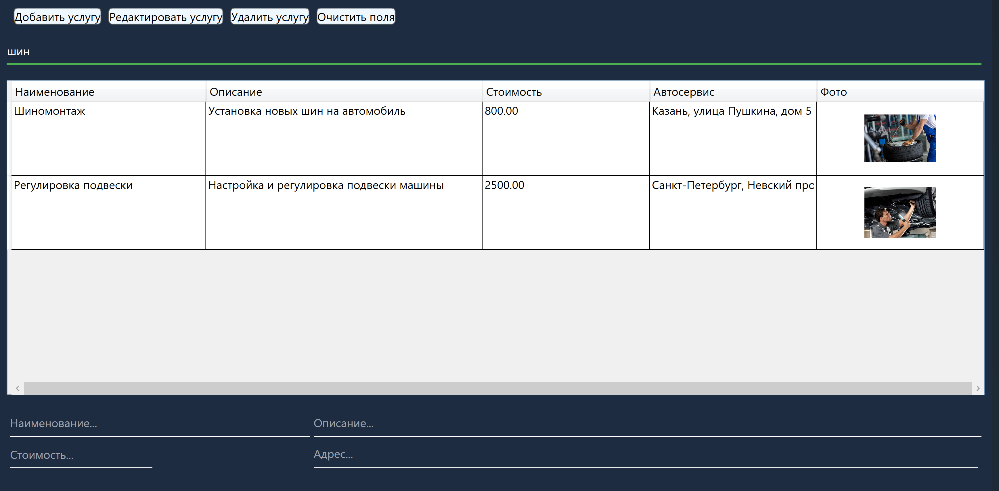 Добавить услугу Редактировать услугу Удалить услугу Очистить поля
шин
Наименование Описание Стоимость Автосервис Фото
Шиномонтаж Установка новых шин на автомобиль 800.00 Казань, улица Пушкина, дом 5
Регулировка подвески Настройка и регулировка подвески машины 2500.00 Санкт-Петербург, Невский про
Наименование... Описание...
Стоимость... Адрес...